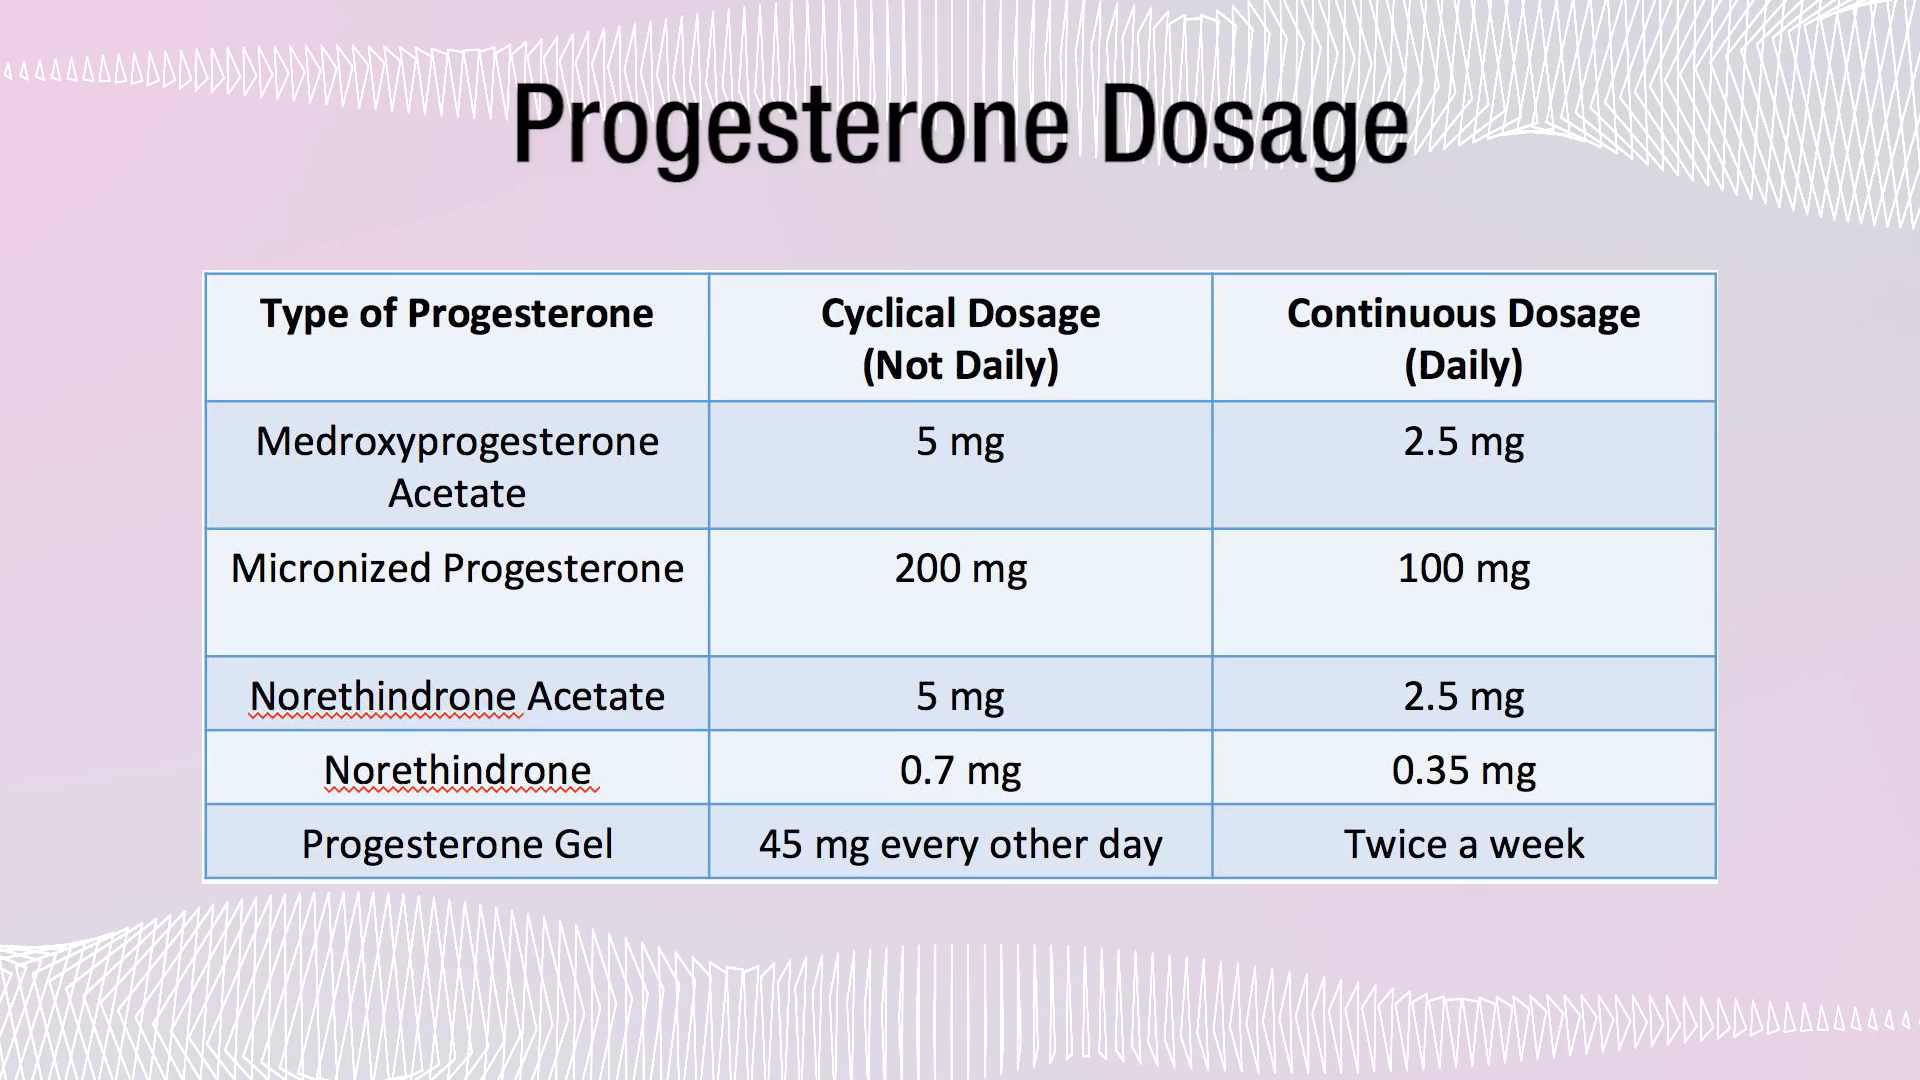 Progesterone Dosage
Type of Progesterone
Cyclical Dosage
(Not Daily)
Continuous Dosage
(Daily)
Medroxyprogesterone
Acetate
5 mg
2.5 mg
Micronized Progesterone
200 mg
100 mg
Norethindrone Acetate
5 mg
2.5 mg
Norethindrone
0.7 mg
0.35 mg
Progesterone Gel
45 mg every other day
Twice a week